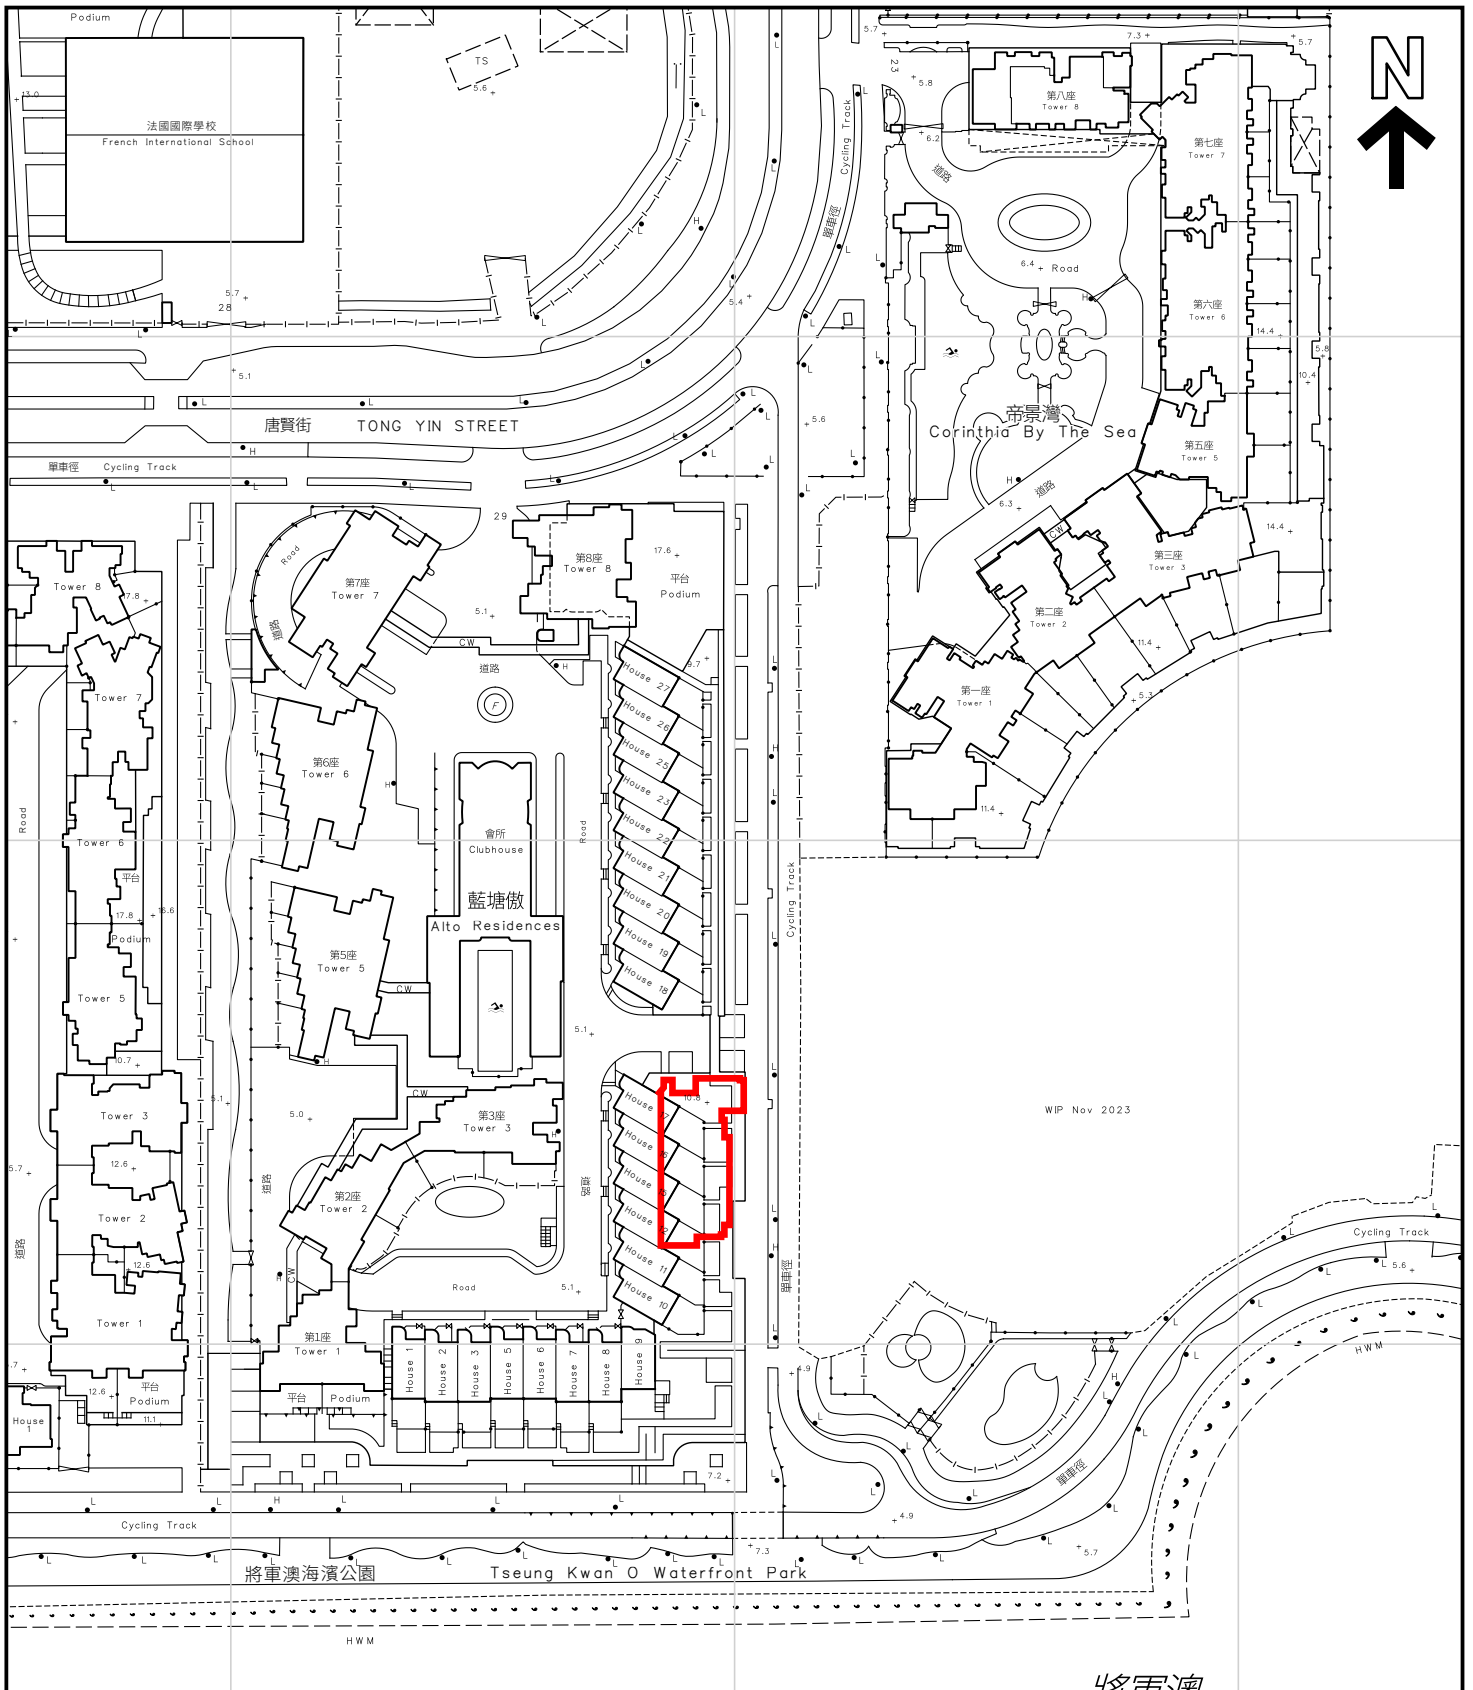 Podium
TS
5.6
13.0
法國國際學校
French International School
5.7
28
5.1
5.4
唐賢街 TONG YIN STREET
單車徑 Cycling Track
Cycling Track
單車徑
5.7
23
5.8
6.2
7.3
5.7
第八座
Tower 8
第七座
Tower 7
道路
6.4 Road
第六座
Tower 6
14.4
5.8
10.4
帝景灣
Corinthia By The Sea
第五座
Tower 5
道路
6.3
5.6
CW
第三座
Tower 3
14.4
第二座
Tower 2
11.4
第一座
Tower 1
5.3
11.4
N
29
Road
道路
第7座
Tower 7
第8座
Tower 8
17.6
平台
Podium
5.1
CW
道路
9.7
F
Tower 8
7.8
Tower 7
Road
Tower 6
平台
17.8
16.6
Podium
Tower 5
10.7
第6座
Tower 6
會所
Clubhouse
藍塘傲
Alto Residences
第5座
Tower 5
CW
Road
House 27
House 26
House 25
House 23
House 22
House 21
House 20
House 19
House 18
5.1
Cycling Track
Tower 3
5.1
5.0
CW
第3座
Tower 3
10.8
House 17
House 16
House 15
House 12
House 11
House 10
WIP Nov 2023
5.7
12.6
Tower 2
道路
12.6
Tower 1
道路
第2座
Tower 2
道路
CW
Road
5.1
單車徑
第1座
Tower 1
House 1
House 2
House 3
House 5
House 6
House 7
House 8
House 9
平台
Podium
12.6
平台
Podium
11.1
House
1
4.9
7.2
Cycling Track
5.6
HWM
單車徑
Cycling Track
4.9
7.3
5.7
將軍澳海濱公園 Tseung Kwan O Waterfront Park
HWM
將軍澳